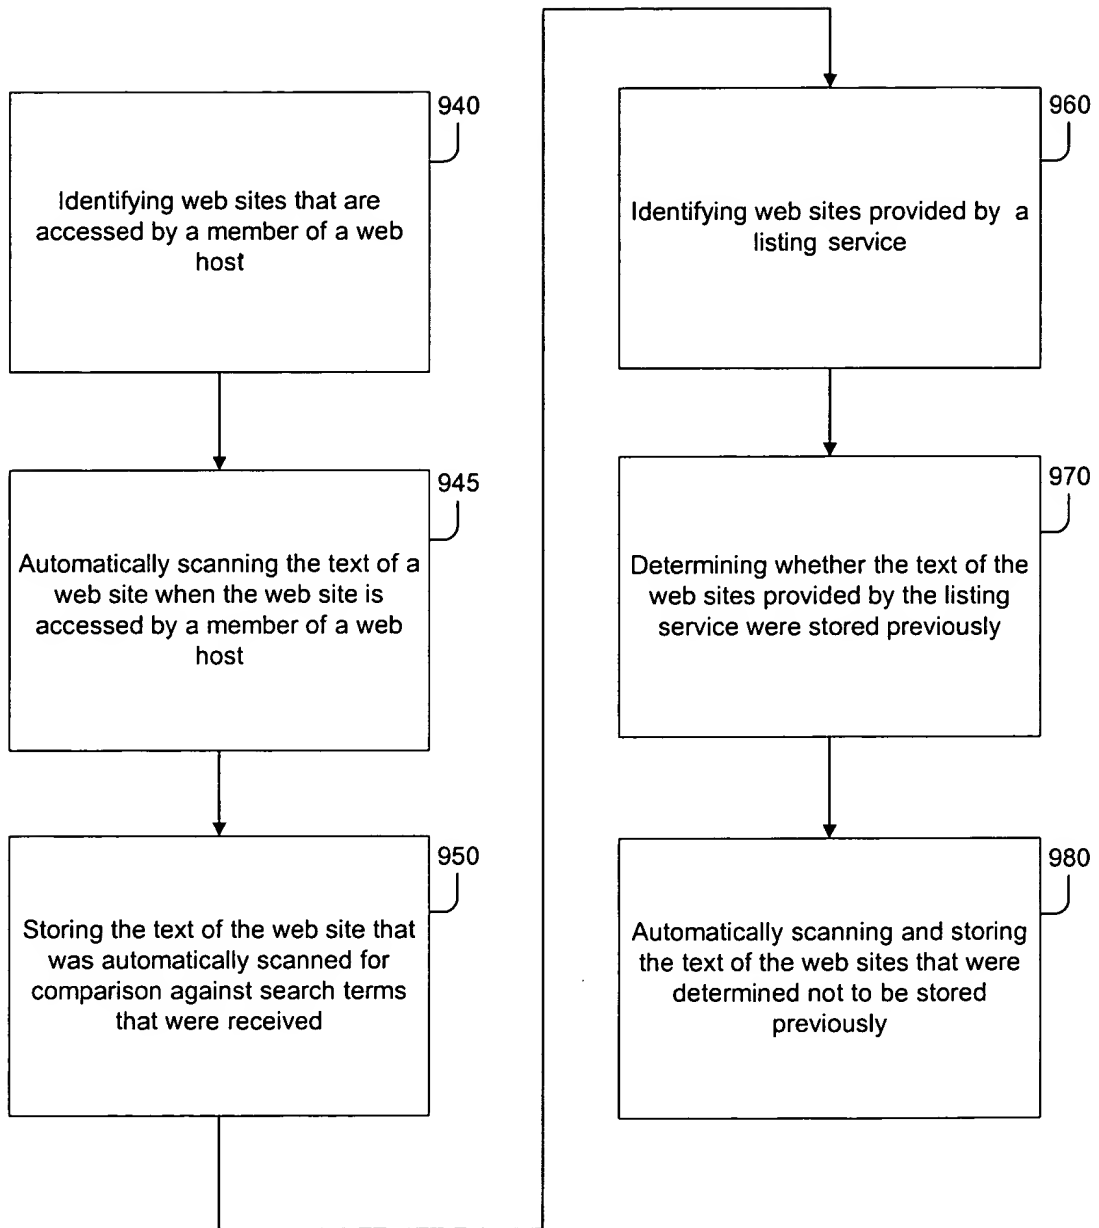 940
Identifying web sites that are
accessed by a member of a web
host
945
Automatically scanning the text of a
web site when the web site is
accessed by a member of a web
host
950
Storing the text of the web site that
was automatically scanned for
comparison against search terms
that were received
960
Identifying web sites provided by a
listing service
970
Determining whether the text of the
web sites provided by the listing
service were stored previously
980
Automatically scanning and storing
the text of the web sites that were
determined not to be stored
previously